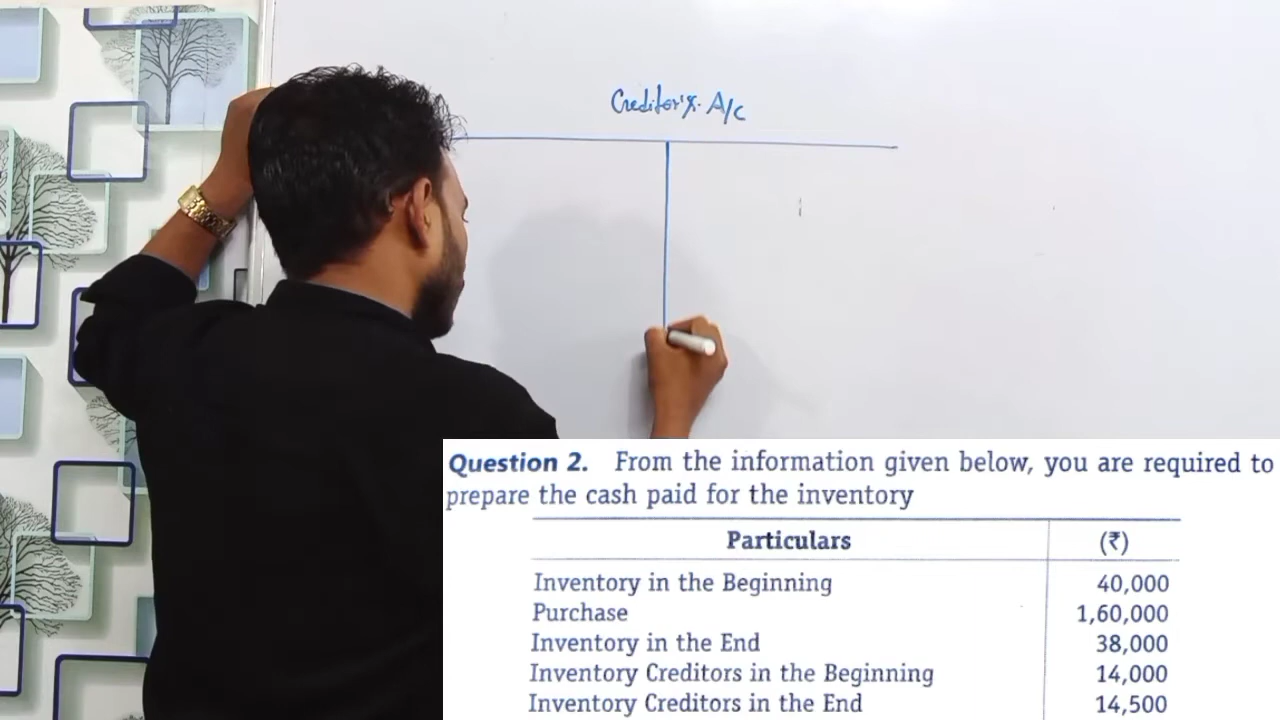 Creditor's A/c
Question 2. From the information given below, you are required to
prepare the cash paid for the inventory
Particulars (₹)
Inventory in the Beginning 40,000
Purchase 1,60,000
Inventory in the End 38,000
Inventory Creditors in the Beginning 14,000
Inventory Creditors in the End 14,500